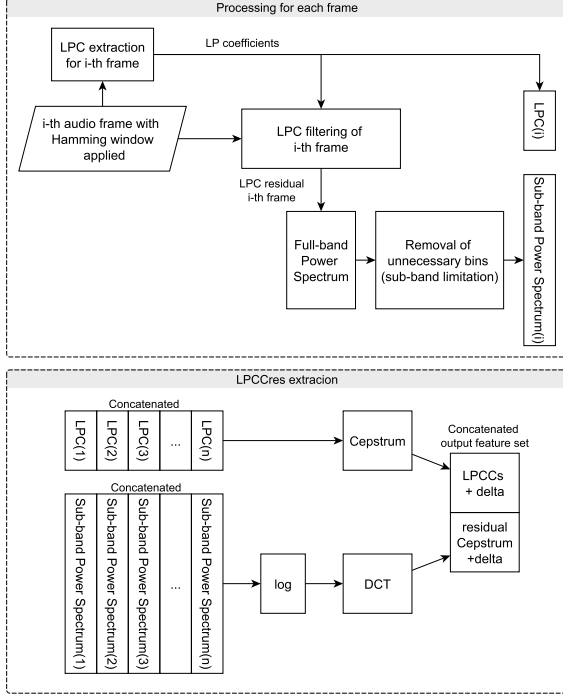 Processing for each frame
LPC extraction
for i-th frame
LP coefficients
i-th audio frame with
Hamming window
applied
LPC filtering of
i-th frame
LPC(i)
LPC residual
i-th frame
Full-band
Power
Spectrum
Removal of
unnecessary bins
(sub-band limitation)
Sub-band Power Spectrum(i)
LPCCres extracion
Concatenated
LPC(1)
LPC(2)
LPC(3)
...
LPC(n)
Cepstrum
Concatenated
output feature set
LPCCs
+ delta
residual
Cepstrum
+delta
Concatenated
Sub-band Power Spectrum(1)
Sub-band Power Spectrum(2)
Sub-band Power Spectrum(3)
...
Sub-band Power Spectrum(n)
log
DCT